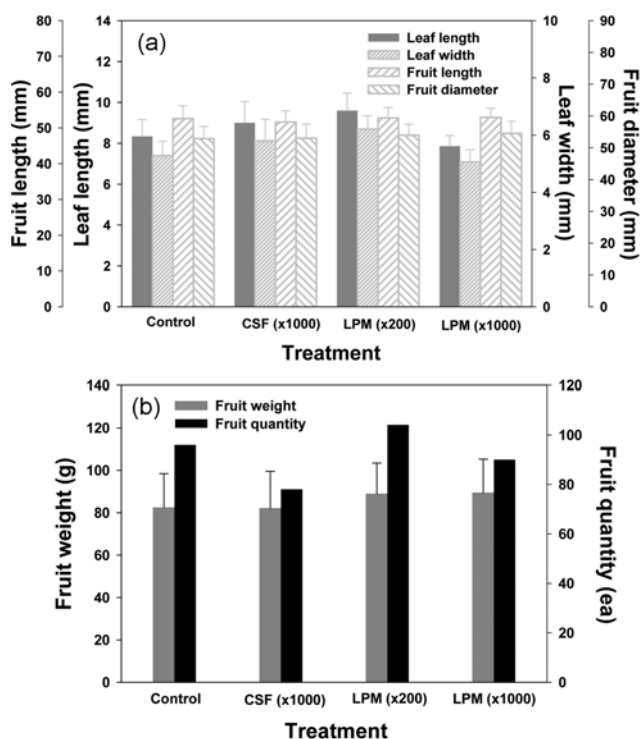 (a)
Leaf length
Leaf width
Fruit length
Fruit diameter
Fruit length (mm)
80
70
60
50
40
30
20
10
0
Leaf length (mm)
14
12
10
8
6
4
2
0
Leaf width (mm)
10
8
6
4
2
0
Fruit diameter (mm)
90
80
70
60
50
40
30
20
10
0
Control
CSF (x1000)
LPM (x200)
LPM (x1000)
Treatment
(b)
Fruit weight
Fruit quantity
Fruit weight (g)
140
120
100
80
60
40
20
0
Fruit quantity (ea)
120
100
80
60
40
20
0
Control
CSF (x1000)
LPM (x200)
LPM (x1000)
Treatment